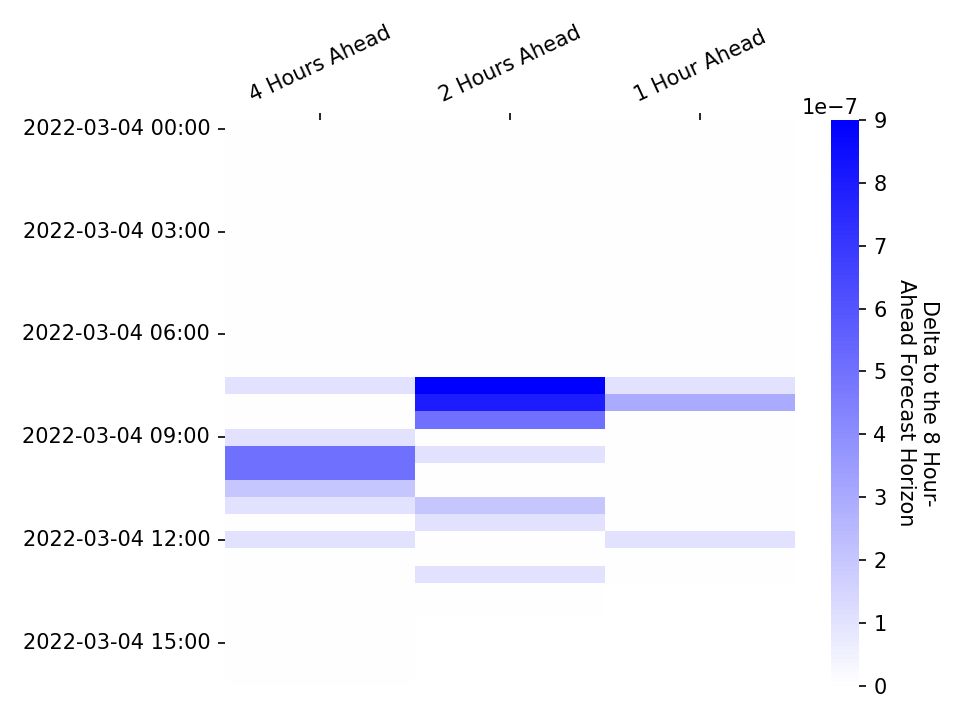 4 Hours Ahead
2 Hours Ahead
1 Hour Ahead
1e−7
2022-03-04 00:00
2022-03-04 03:00
2022-03-04 06:00
2022-03-04 09:00
2022-03-04 12:00
2022-03-04 15:00
9
8
7
6
5
4
3
2
1
0
Delta to the 8 Hour-
Ahead Forecast Horizon